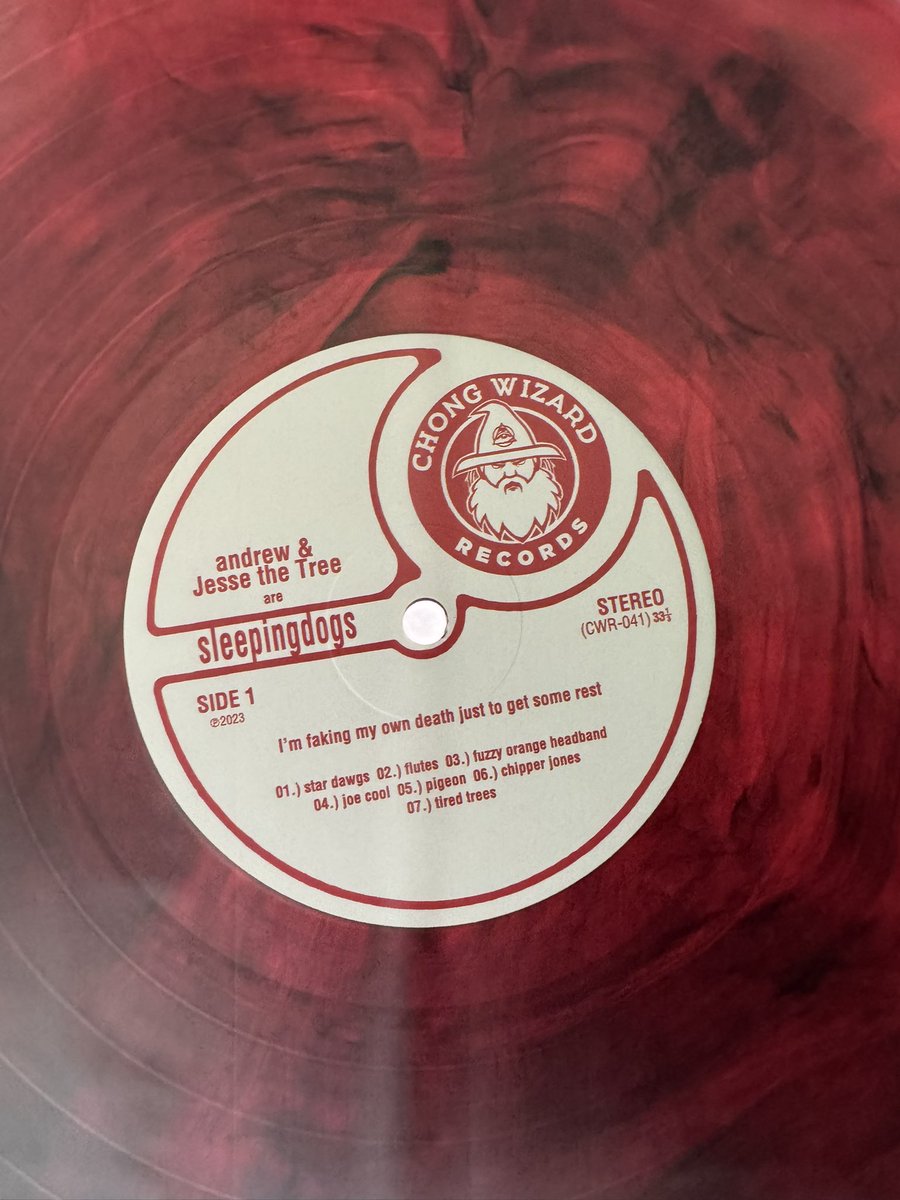 CHONG WIZARD
RECORDS
andrew &
Jesse the Tree
are
sleepingdogs
STEREO
(CWR-041) 33⅓
SIDE 1
℗2023
I'm faking my own death just to get some rest
01.) star dawgs 02.) flutes 03.) fuzzy orange headband
04.) joe cool 05.) pigeon 06.) chipper jones
07.) tired trees